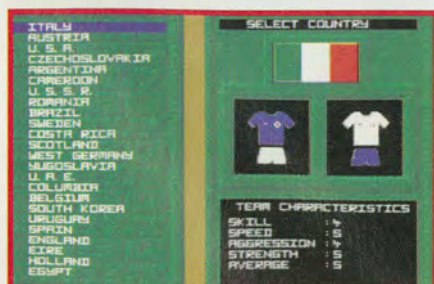 ITALY
AUSTRIA
U. S. A.
CZECHOSLOVAKIA
ARGENTINA
CAMEROON
U. S. S. R.
ROMANIA
BRAZIL
SWEDEN
COSTA RICA
SCOTLAND
WEST GERMANY
YUGOSLAVIA
U. A. E.
COLUMBIA
BELGIUM
SOUTH KOREA
URUGUAY
SPAIN
ENGLAND
EIRE
HOLLAND
EGYPT
SELECT COUNTRY
TEAM CHARACTERISTICS
SKILL : 4
SPEED : 5
AGGRESSION : 4
STRENGTH : 5
AVERAGE : 5